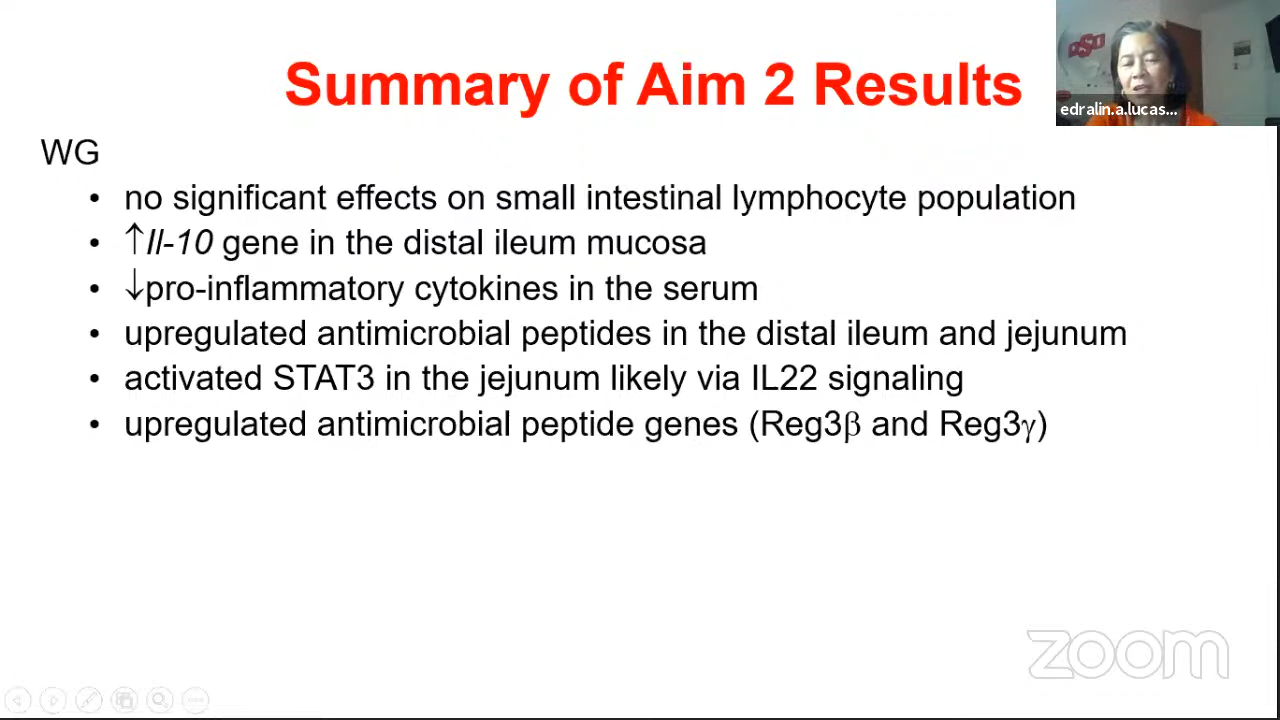 Summary of Aim 2 Results
edralin.a.lucas...
WG
• no significant effects on small intestinal lymphocyte population
• ↑Il-10 gene in the distal ileum mucosa
• ↓pro-inflammatory cytokines in the serum
• upregulated antimicrobial peptides in the distal ileum and jejunum
• activated STAT3 in the jejunum likely via IL22 signaling
• upregulated antimicrobial peptide genes (Reg3β and Reg3γ)
zoom